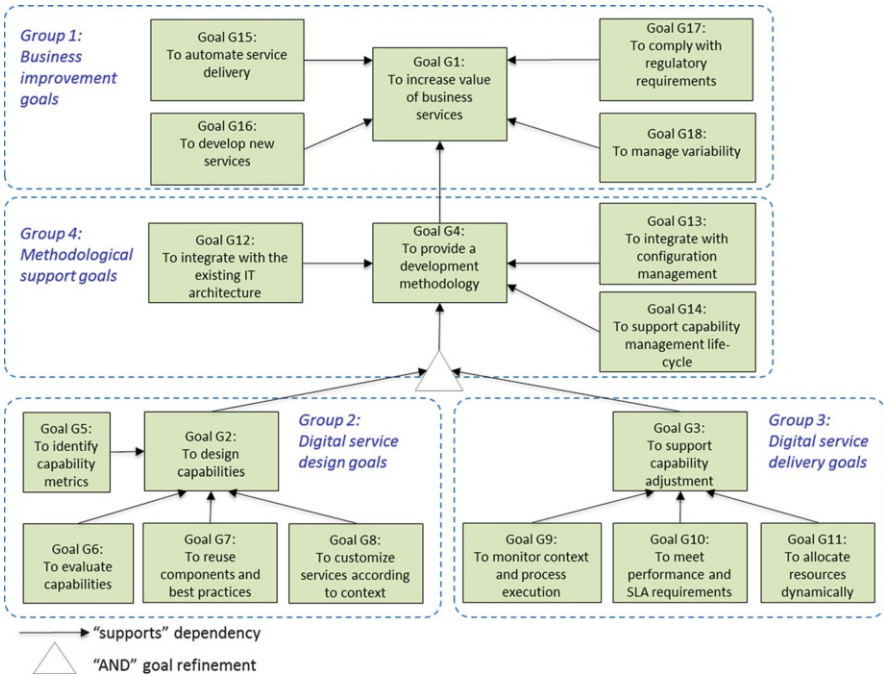 Group 1:
Business
improvement
goals
Goal G15:
To automate service
delivery
Goal G16:
To develop new
services
Goal G1:
To increase value
of business
services
Goal G17:
To comply with
regulatory
requirements
Goal G18:
To manage variability
Group 4:
Methodological
support goals
Goal G12:
To integrate with the
existing IT
architecture
Goal G4:
To provide a
development
methodology
Goal G13:
To integrate with
configuration
management
Goal G14:
To support capability
management life-
cycle
Goal G5:
To identify
capability
metrics
Goal G2:
To design
capabilities
Group 2:
Digital service
design goals
Goal G6:
To evaluate
capabilities
Goal G7:
To reuse
components and
best practices
Goal G8:
To customize
services according
to context
Goal G3:
To support
capability
adjustment
Group 3:
Digital service
delivery goals
Goal G9:
To monitor context
and process
execution
Goal G10:
To meet
performance and
SLA requirements
Goal G11:
To allocate
resources
dynamically
“supports” dependency
“AND” goal refinement